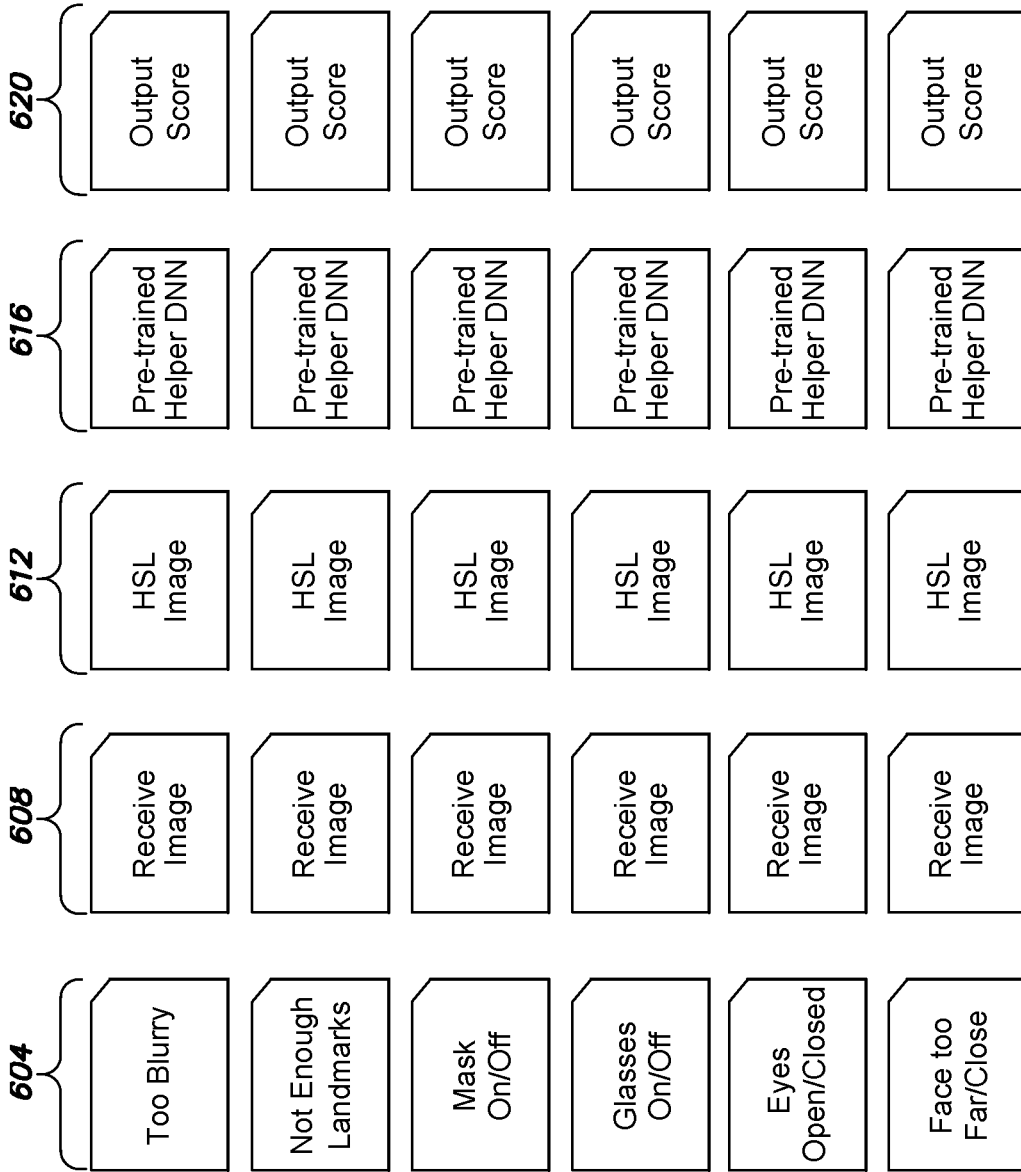 604
Too Blurry
Not Enough
Landmarks
Mask
On/Off
Glasses
On/Off
Eyes
Open/Closed
Face too
Far/Close
608
Receive
Image
Receive
Image
Receive
Image
Receive
Image
Receive
Image
Receive
Image
612
HSL
Image
HSL
Image
HSL
Image
HSL
Image
HSL
Image
HSL
Image
616
Pre-trained
Helper DNN
Pre-trained
Helper DNN
Pre-trained
Helper DNN
Pre-trained
Helper DNN
Pre-trained
Helper DNN
Pre-trained
Helper DNN
620
Output
Score
Output
Score
Output
Score
Output
Score
Output
Score
Output
Score